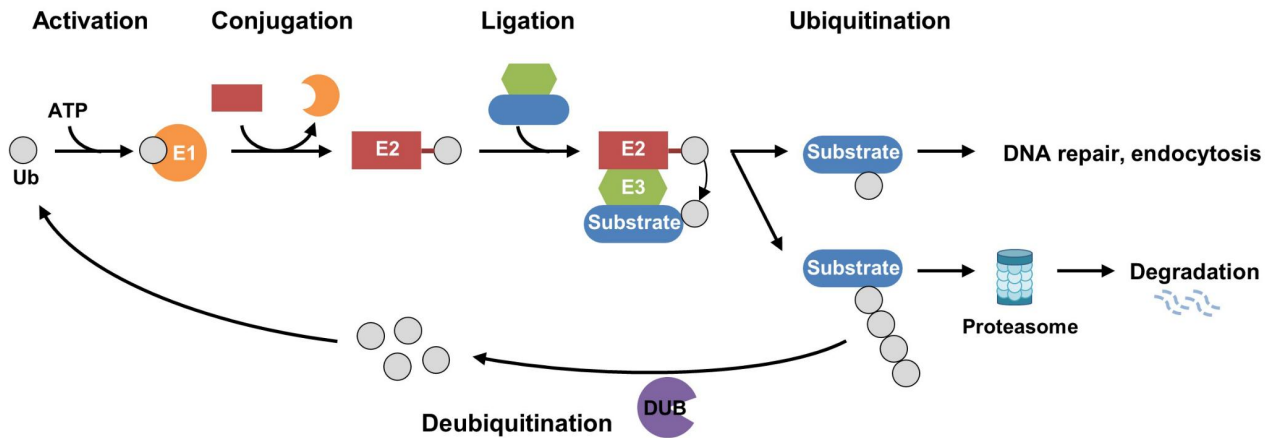 Activation
Conjugation
Ligation
Ubiquitination
ATP
Ub
E1
E2
E2
E3
Substrate
Substrate
DNA repair, endocytosis
Substrate
Proteasome
Degradation
Deubiquitination
DUB